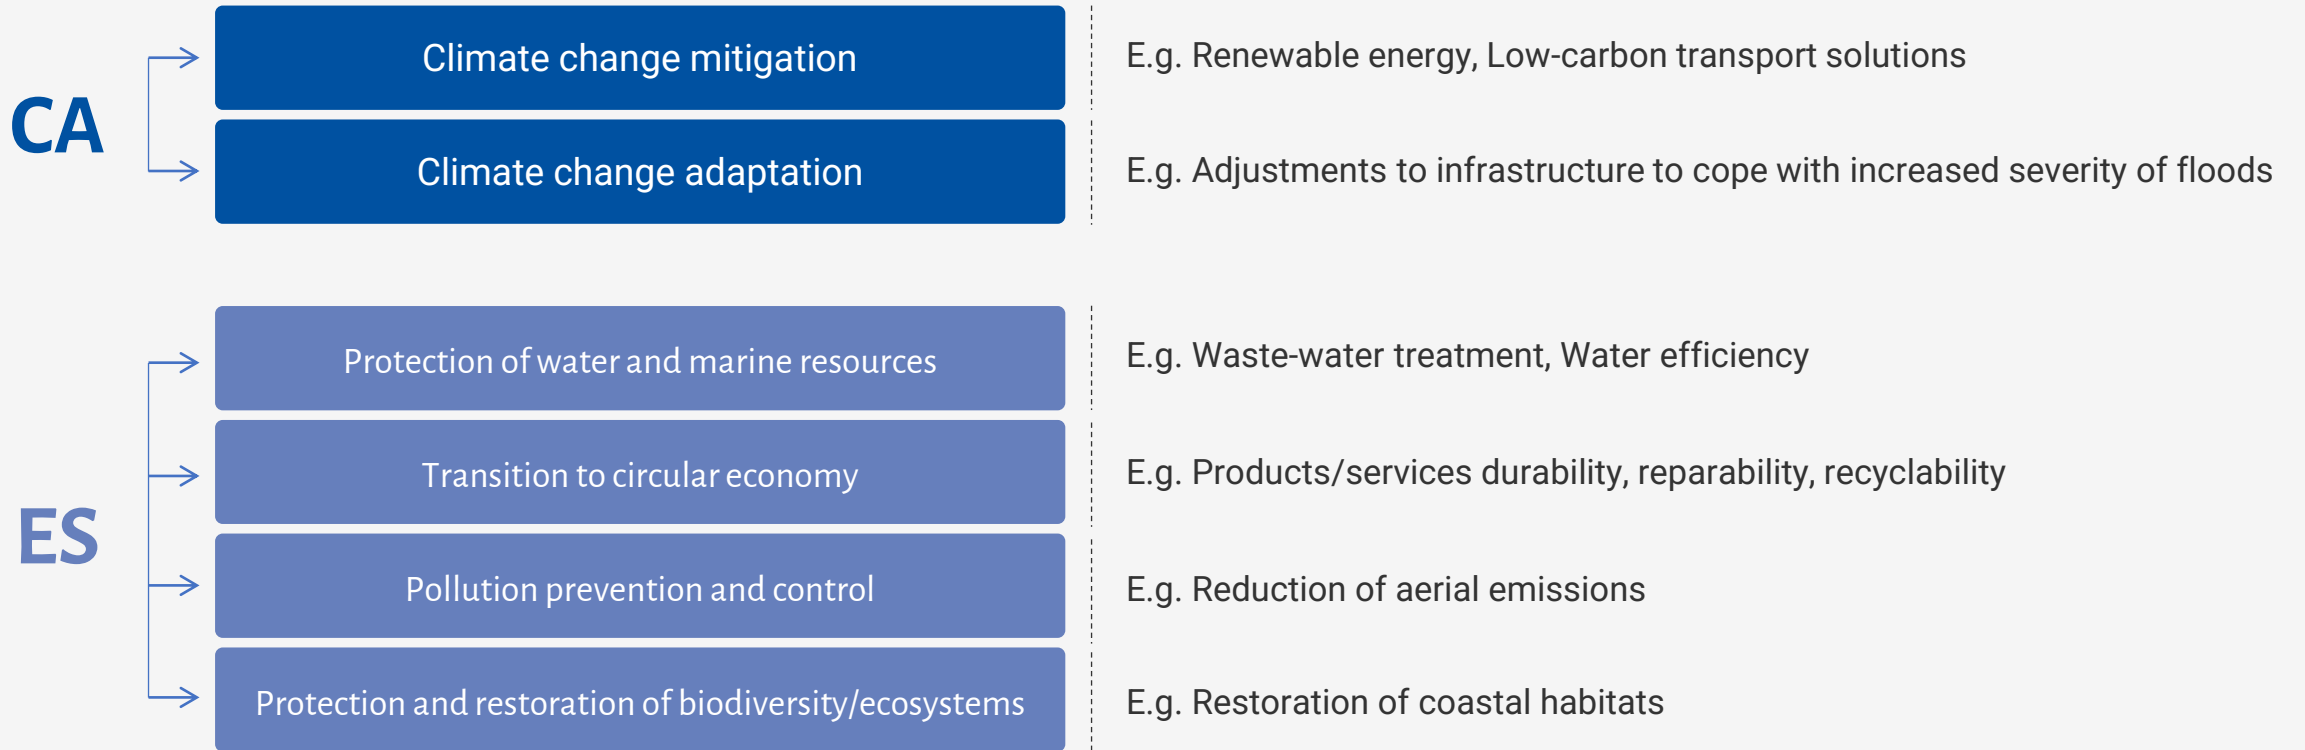 CA
Climate change mitigation
E.g. Renewable energy, Low-carbon transport solutions
Climate change adaptation
E.g. Adjustments to infrastructure to cope with increased severity of floods
ES
Protection of water and marine resources
E.g. Waste-water treatment, Water efficiency
Transition to circular economy
E.g. Products/services durability, reparability, recyclability
Pollution prevention and control
E.g. Reduction of aerial emissions
Protection and restoration of biodiversity/ecosystems
E.g. Restoration of coastal habitats